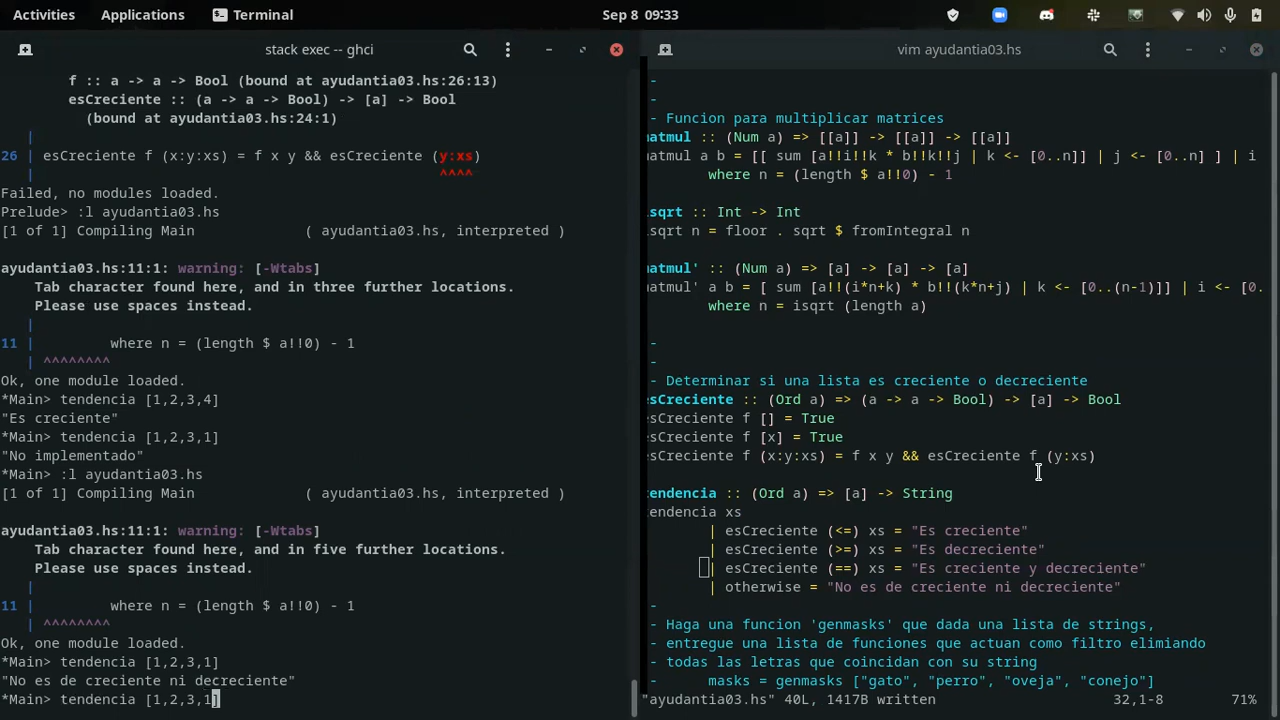 Activities Applications Terminal Sep 8 09:33
stack exec -- ghci
f :: a -> a -> Bool (bound at ayudantia03.hs:26:13)
esCreciente :: (a -> a -> Bool) -> [a] -> Bool
(bound at ayudantia03.hs:24:1)
|
26 | esCreciente f (x:y:xs) = f x y && esCreciente (y:xs)
| ^^^^
Failed, no modules loaded.
Prelude> :l ayudantia03.hs
[1 of 1] Compiling Main ( ayudantia03.hs, interpreted )
ayudantia03.hs:11:1: warning: [-Wtabs]
Tab character found here, and in three further locations.
Please use spaces instead.
|
11 | where n = (length $ a!!0) - 1
| ^^^^^^^^
Ok, one module loaded.
*Main> tendencia [1,2,3,4]
"Es creciente"
*Main> tendencia [1,2,3,1]
"No implementado"
*Main> :l ayudantia03.hs
[1 of 1] Compiling Main ( ayudantia03.hs, interpreted )
ayudantia03.hs:11:1: warning: [-Wtabs]
Tab character found here, and in five further locations.
Please use spaces instead.
|
11 | where n = (length $ a!!0) - 1
| ^^^^^^^^
Ok, one module loaded.
*Main> tendencia [1,2,3,1]
"No es de creciente ni decreciente"
*Main> tendencia [1,2,3,1]
vim ayudantia03.hs
-
-
- Funcion para multiplicar matrices
matmul :: (Num a) => [[a]] -> [[a]] -> [[a]]
matmul a b = [[ sum [a!!i!!k * b!!k!!j | k <- [0..n]] | j <- [0..n] ] | i
where n = (length $ a!!0) - 1
isqrt :: Int -> Int
isqrt n = floor . sqrt $ fromIntegral n
matmul' :: (Num a) => [a] -> [a] -> [a]
matmul' a b = [ sum [a!!(i*n+k) * b!!(k*n+j) | k <- [0..(n-1)]] | i <- [0.
where n = isqrt (length a)
-
-
- Determinar si una lista es creciente o decreciente
esCreciente :: (Ord a) => (a -> a -> Bool) -> [a] -> Bool
esCreciente f [] = True
esCreciente f [x] = True
esCreciente f (x:y:xs) = f x y && esCreciente f (y:xs)
tendencia :: (Ord a) => [a] -> String
tendencia xs
| esCreciente (<=) xs = "Es creciente"
| esCreciente (>=) xs = "Es decreciente"
| esCreciente (==) xs = "Es creciente y decreciente"
| otherwise = "No es de creciente ni decreciente"
-
- Haga una funcion 'genmasks' que dada una lista de strings,
- entregue una lista de funciones que actuan como filtro elimiando
- todas las letras que coincidan con su string
- masks = genmasks ["gato", "perro", "oveja", "conejo"]
"ayudantia03.hs" 40L, 1417B written 32,1-8 71%